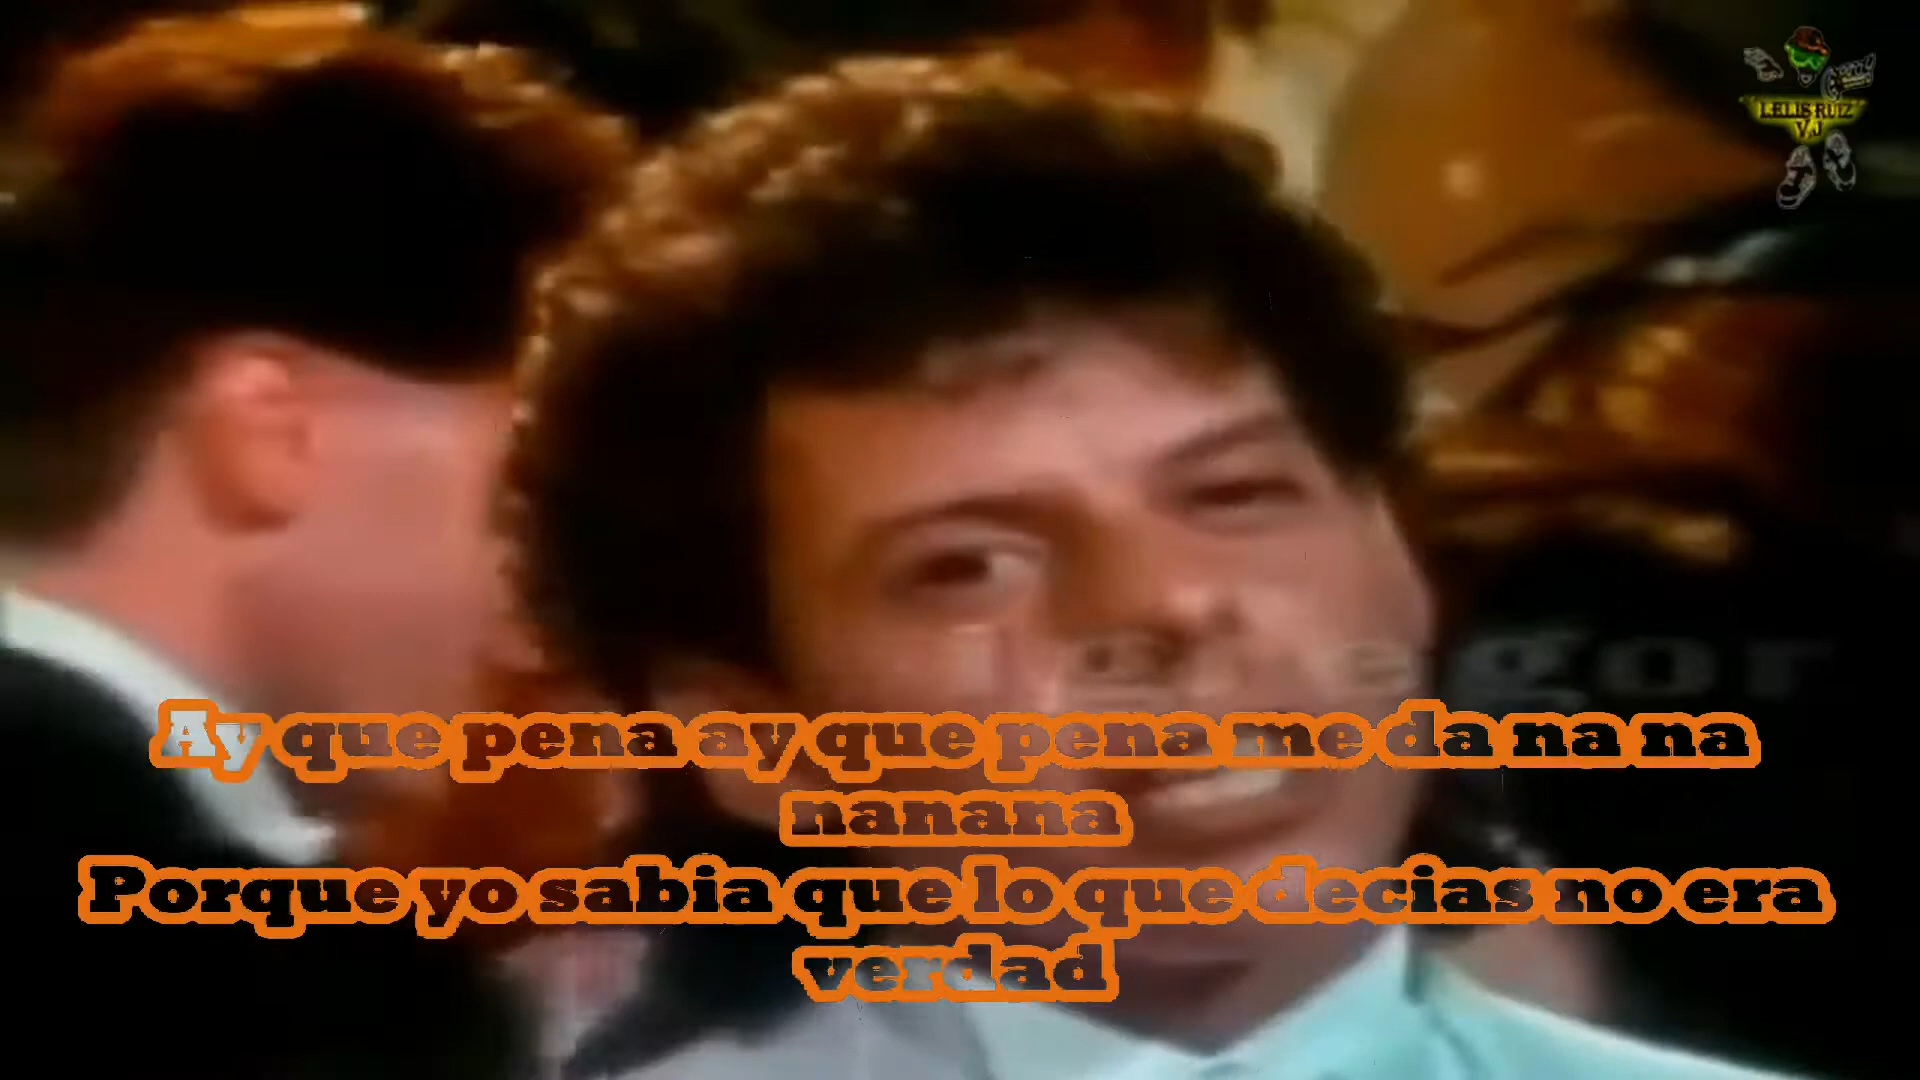 LELIS RUIZ
V.J
gor
Ay que pena ay que pena me da na na
nanana
Porque yo sabia que lo que decias no era
verdad